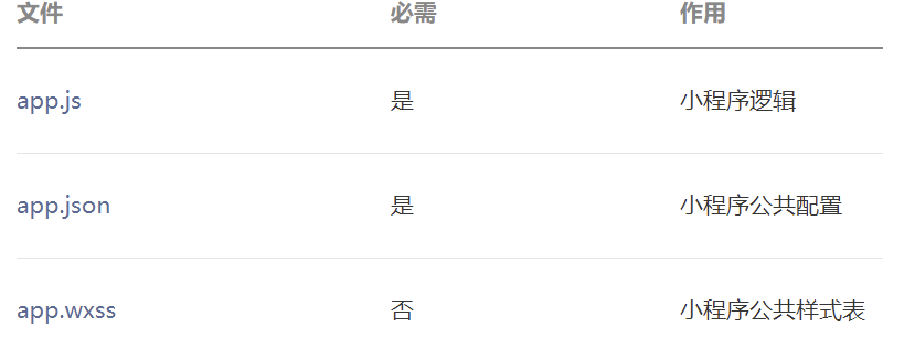 文件 必需 作用
app.js 是 小程序逻辑
app.json 是 小程序公共配置
app.wxss 否 小程序公共样式表